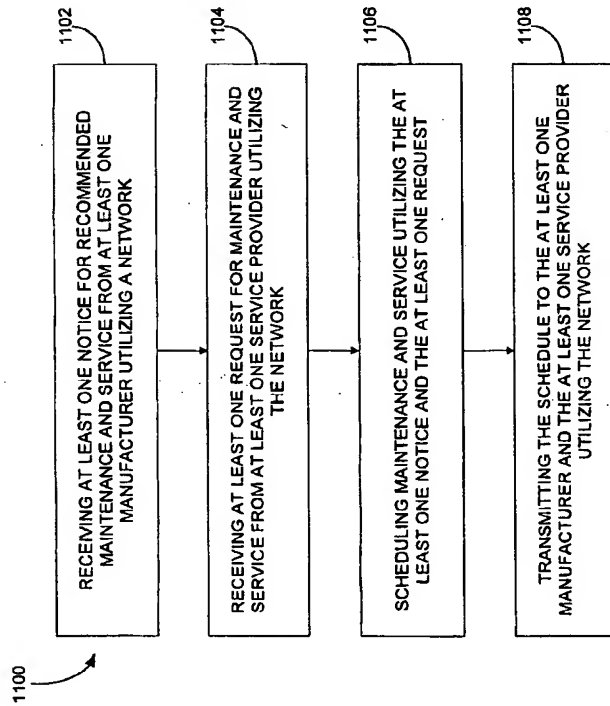 1100
1102
RECEIVING AT LEAST ONE NOTICE FOR RECOMMENDED
MAINTENANCE AND SERVICE FROM AT LEAST ONE
MANUFACTURER UTILIZING A NETWORK
1104
RECEIVING AT LEAST ONE REQUEST FOR MAINTENANCE AND
SERVICE FROM AT LEAST ONE SERVICE PROVIDER UTILIZING
THE NETWORK
1106
SCHEDULING MAINTENANCE AND SERVICE UTILIZING THE AT
LEAST ONE NOTICE AND THE AT LEAST ONE REQUEST
1108
TRANSMITTING THE SCHEDULE TO THE AT LEAST ONE
MANUFACTURER AND THE AT LEAST ONE SERVICE PROVIDER
UTILIZING THE NETWORK